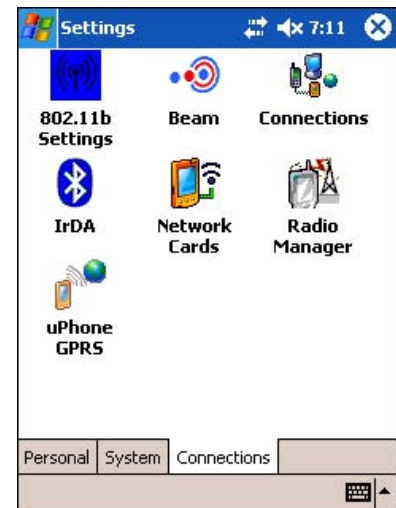 Settings 7:11
802.11b Settings
Beam
Connections
IrDA
Network Cards
Radio Manager
uPhone GPRS
Personal System Connections